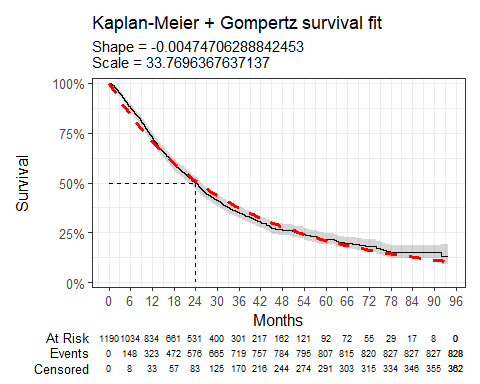 Kaplan-Meier + Gompertz survival fit
Shape = -0.00474706288842453
Scale = 33.7696367637137
100%
75%
50%
25%
0%
Survival
0 6 12 18 24 30 36 42 48 54 60 66 72 78 84 90 96
Months
At Risk 1190 1034 834 661 531 400 301 217 162 121 92 72 55 29 17 8 0
Events 0 148 323 472 576 665 719 757 784 795 807 815 820 827 827 827 828
Censored 0 8 33 57 83 125 170 216 244 274 291 303 315 334 346 355 362